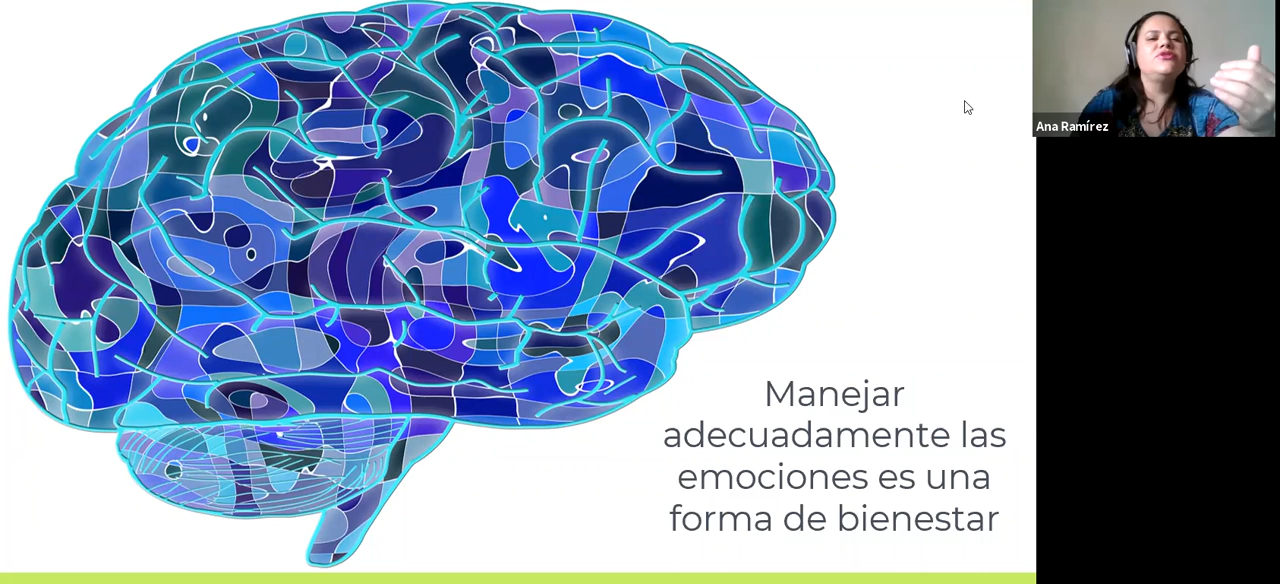 Ana Ramírez
Manejar
adecuadamente las
emociones es una
forma de bienestar